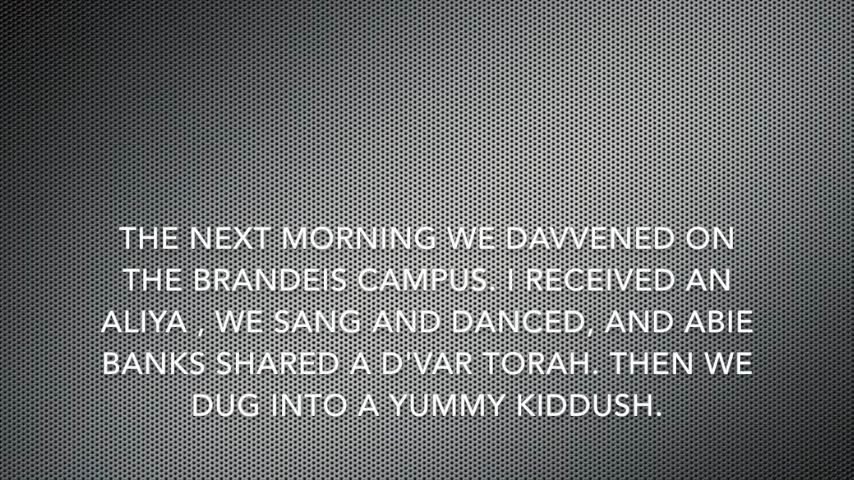 THE NEXT MORNING WE DAVVENED ON
THE BRANDEIS CAMPUS. I RECEIVED AN
ALIYA , WE SANG AND DANCED, AND ABIE
BANKS SHARED A D'VAR TORAH. THEN WE
DUG INTO A YUMMY KIDDUSH.